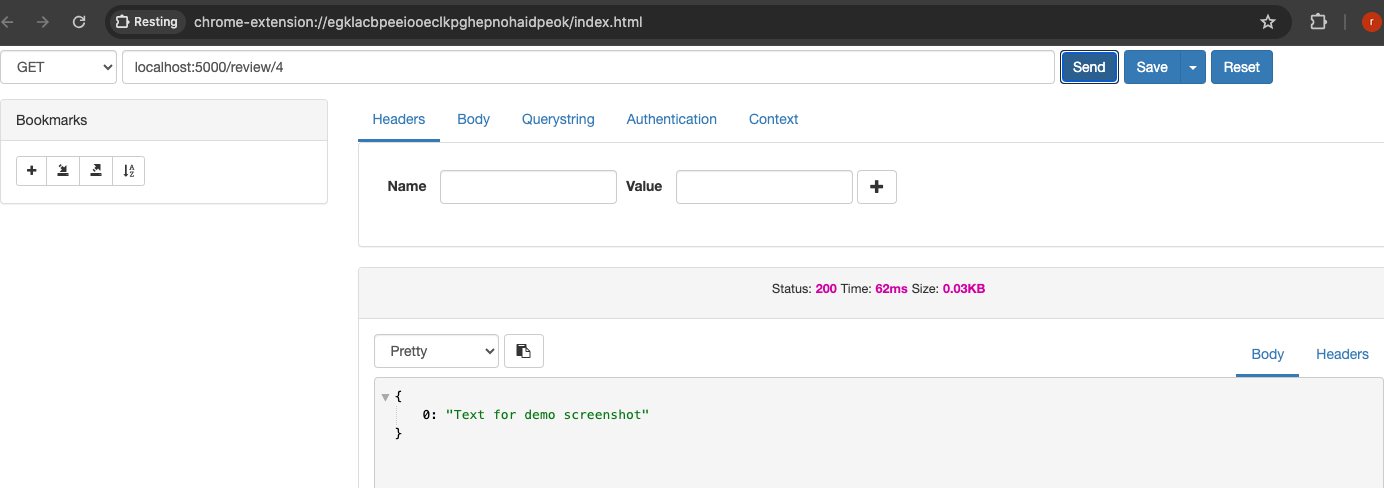 Resting chrome-extension://egklacbpeeiooeclkpghepnohaidpeok/index.html r
GET localhost:5000/review/4 Send Save Reset
Bookmarks
Headers Body Querystring Authentication Context
Name Value
Status: 200 Time: 62ms Size: 0.03KB
Pretty
Body Headers
{
0: "Text for demo screenshot"
}